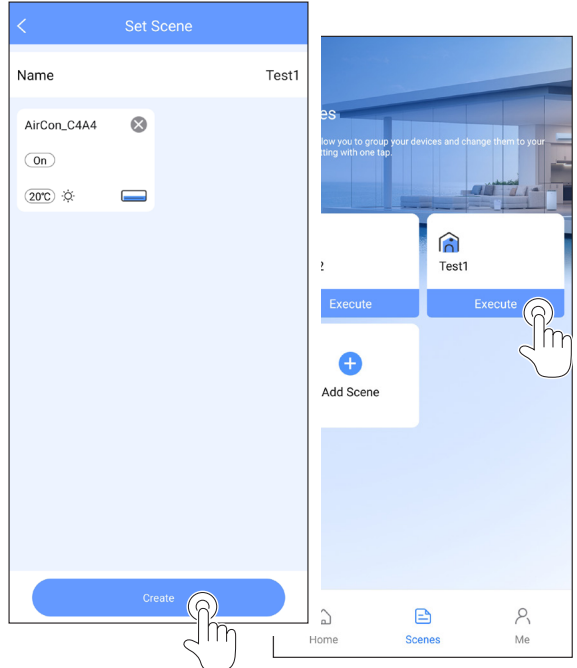 Set Scene
Name Test1
AirCon_C4A4
On
20℃
Create
es
low you to group your devices and change them to your
tting with one tap.
2
Execute
Test1
Execute
Add Scene
Home Scenes Me